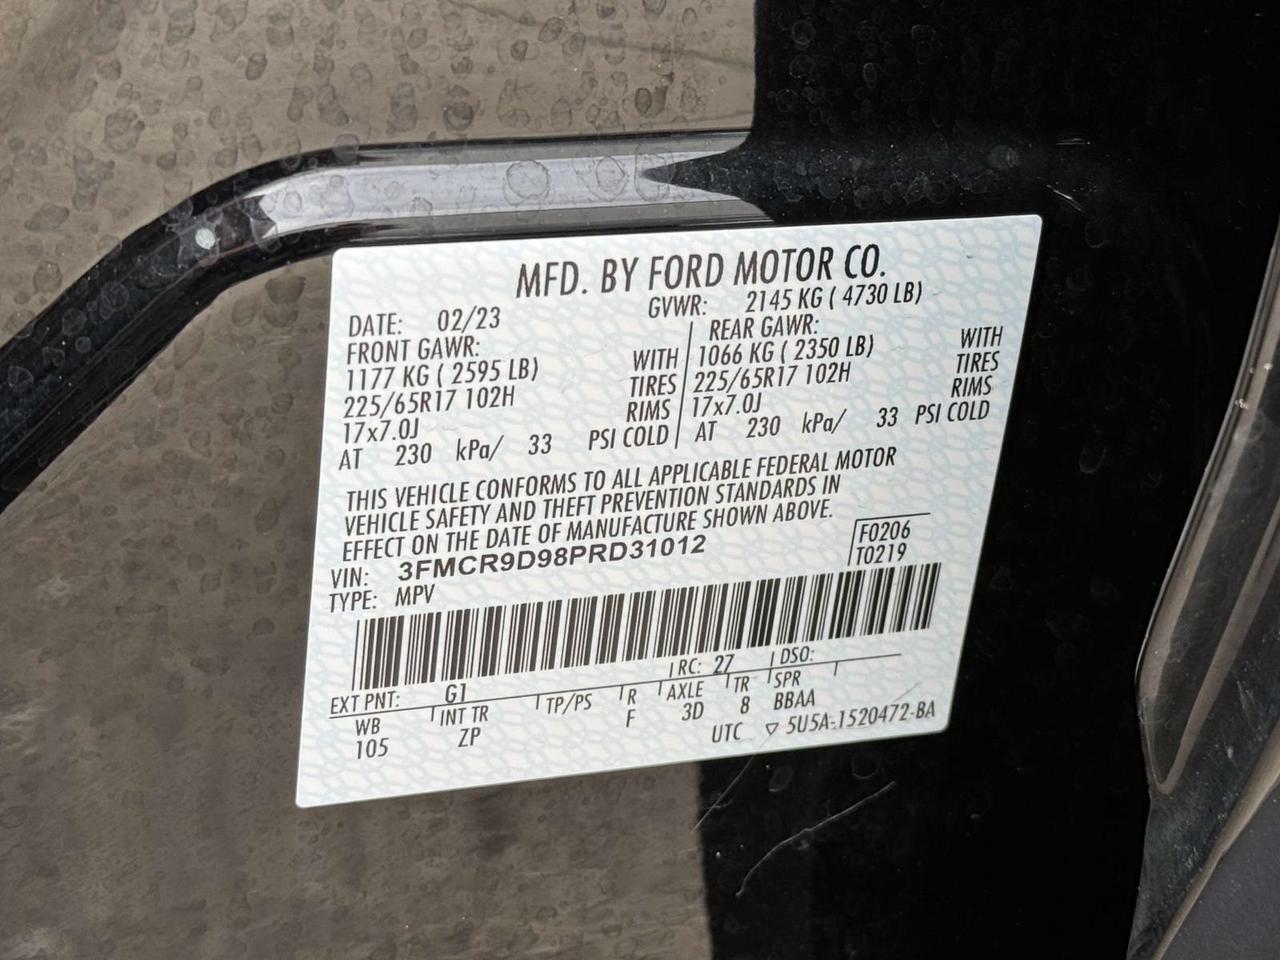 MFD. BY FORD MOTOR CO.
DATE: 02/23 GVWR: 2145 KG ( 4730 LB)
FRONT GAWR: REAR GAWR:
1177 KG ( 2595 LB) WITH 1066 KG ( 2350 LB) WITH
225/65R17 102H TIRES 225/65R17 102H TIRES
17x7.0J RIMS 17x7.0J RIMS
AT 230 kPa/ 33 PSI COLD AT 230 kPa/ 33 PSI COLD
THIS VEHICLE CONFORMS TO ALL APPLICABLE FEDERAL MOTOR
VEHICLE SAFETY AND THEFT PREVENTION STANDARDS IN
EFFECT ON THE DATE OF MANUFACTURE SHOWN ABOVE.
VIN: 3FMCR9D98PRD31012 F0206
TYPE: MPV T0219
EXT PNT: G1 RC: 27 DSO:
WB INT TR TP/PS R AXLE TR SPR
105 ZP F 3D 8 BBAA
UTC ▽ 5U5A-1520472-BA